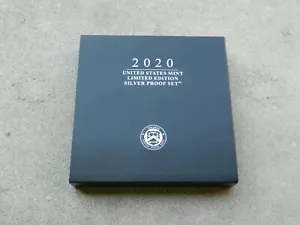 2020
UNITED STATES MINT
LIMITED EDITION
SILVER PROOF SET™